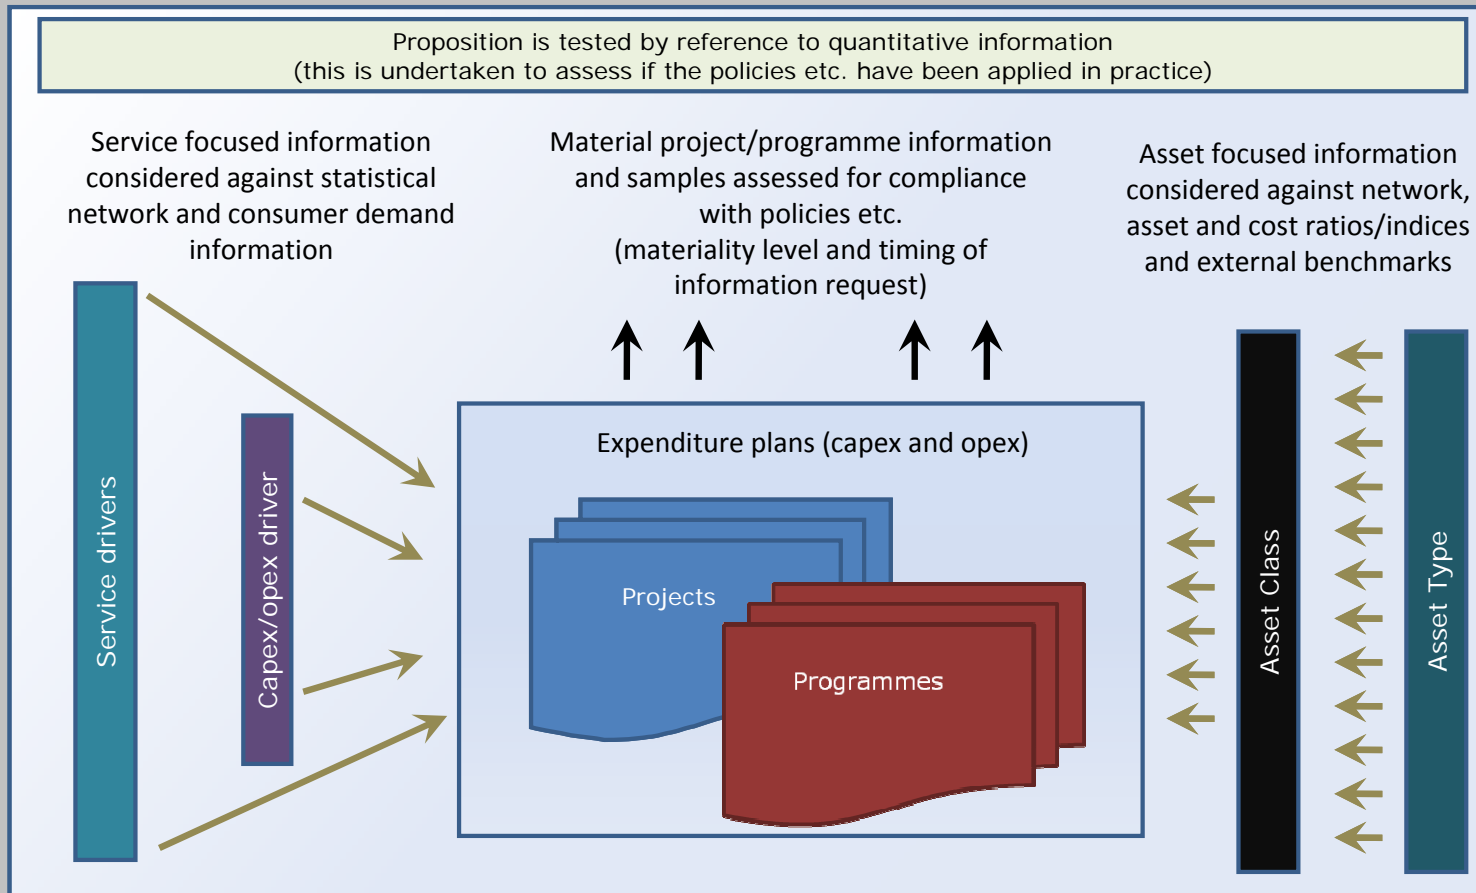 Proposition is tested by reference to quantitative information
(this is undertaken to assess if the policies etc. have been applied in practice)
Service focused information
considered against statistical
network and consumer demand
information
Material project/programme information
and samples assessed for compliance
with policies etc.
(materiality level and timing of
information request)
Asset focused information
considered against network,
asset and cost ratios/indices
and external benchmarks
Service drivers
Capex/opex driver
Expenditure plans (capex and opex)
Projects
Programmes
Asset Class
Asset Type